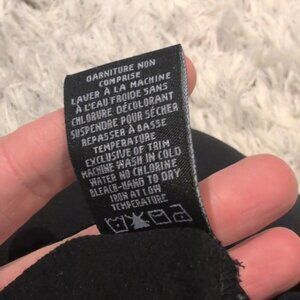 GARNITURE NON
COMPRISE
LAVER À LA MACHINE
À L'EAU FROIDE SANS
CHLORURE DÉCOLORANT
SUSPENDRE POUR SÉCHER
REPASSER À BASSE
TEMPERATURE
EXCLUSIVE OF TRIM
MACHINE WASH IN COLD
WATER NO CHLORINE
BLEACH-HANG TO DRY
IRON AT LOW
TEMPERATURE